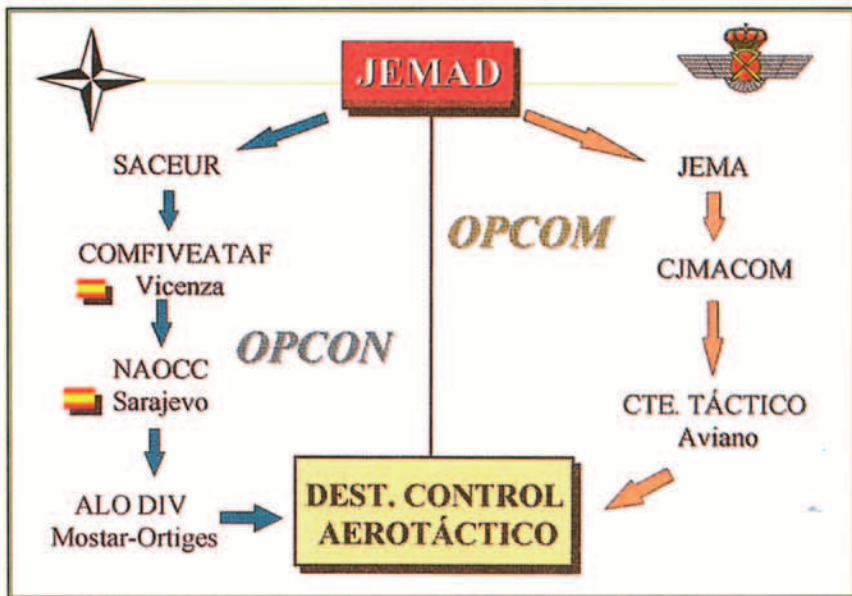 JEMAD
SACEUR
COMFIVEATAF
Vicenza
OPCON
NAOCC
Sarajevo
ALO DIV
Mostar-Ortiges
OPCOM
JEMA
CJMACOM
CTE. TÁCTICO
Aviano
DEST. CONTROL
AEROTÁCTICO